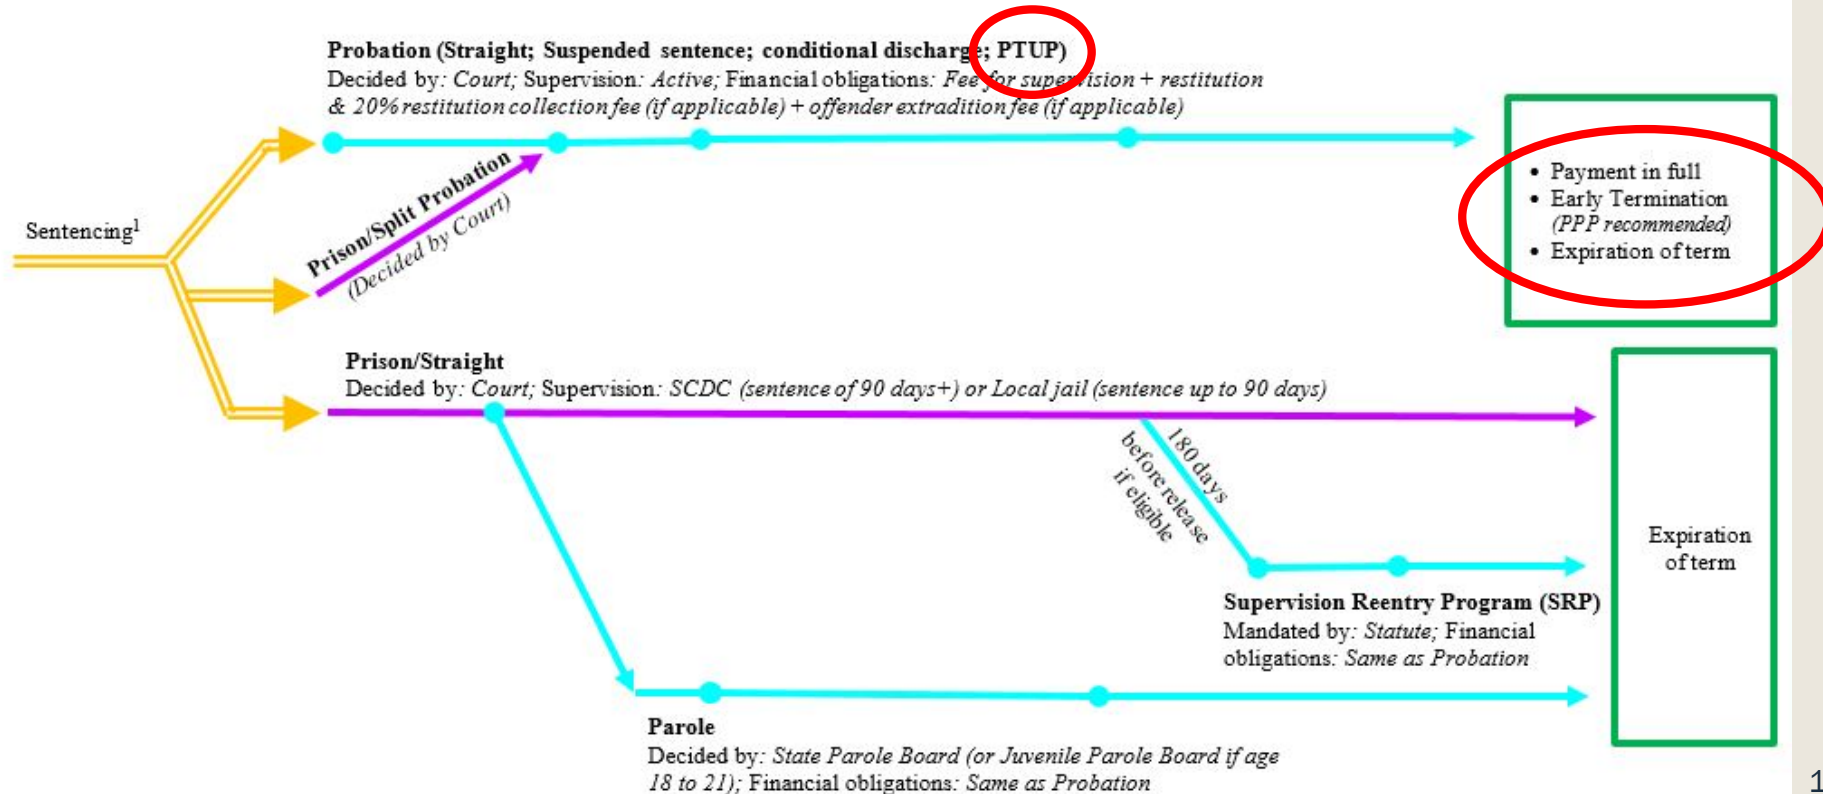 Probation (Straight; Suspended sentence; conditional discharge; PTUP)
Decided by: Court; Supervision: Active; Financial obligations: Fee for supervision + restitution
& 20% restitution collection fee (if applicable) + offender extradition fee (if applicable)
Sentencing1
Prison/Split Probation
(Decided by Court)
• Payment in full
• Early Termination
(PPP recommended)
• Expiration of term
Prison/Straight
Decided by: Court; Supervision: SCDC (sentence of 90 days+) or Local jail (sentence up to 90 days)
180 days
before release
if eligible
Expiration
of term
Supervision Reentry Program (SRP)
Mandated by: Statute; Financial
obligations: Same as Probation
Parole
Decided by: State Parole Board (or Juvenile Parole Board if age
18 to 21); Financial obligations: Same as Probation
1